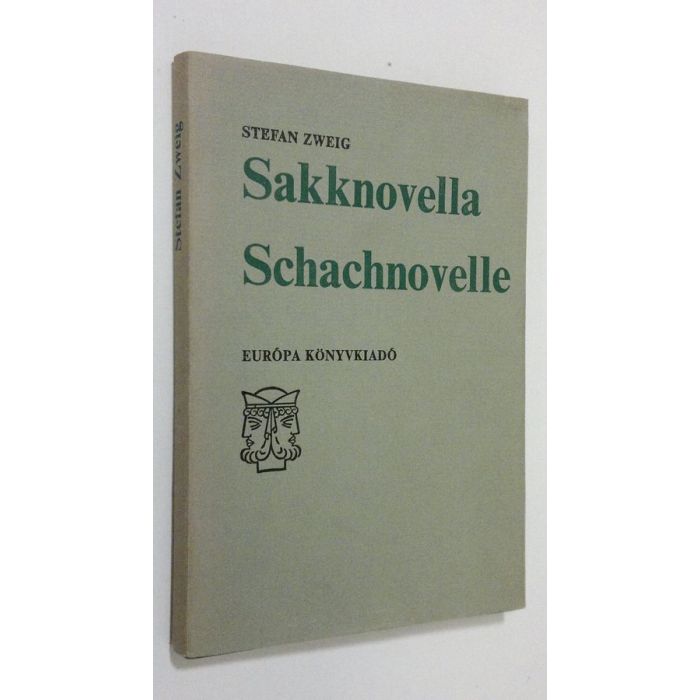 Stefan Zweig
STEFAN ZWEIG
Sakknovella
Schachnovelle
EURÓPA KÖNYVKIADÓ